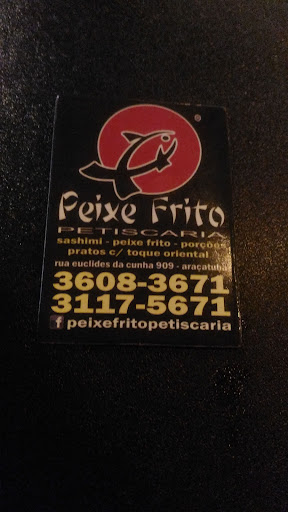 ®
Peixe Frito
PETISCARIA
sashimi - peixe frito - porções
pratos c/ toque oriental
rua euclides da cunha 909 - araçatuba
3608-3671
3117-5671
f peixefritopetiscaria